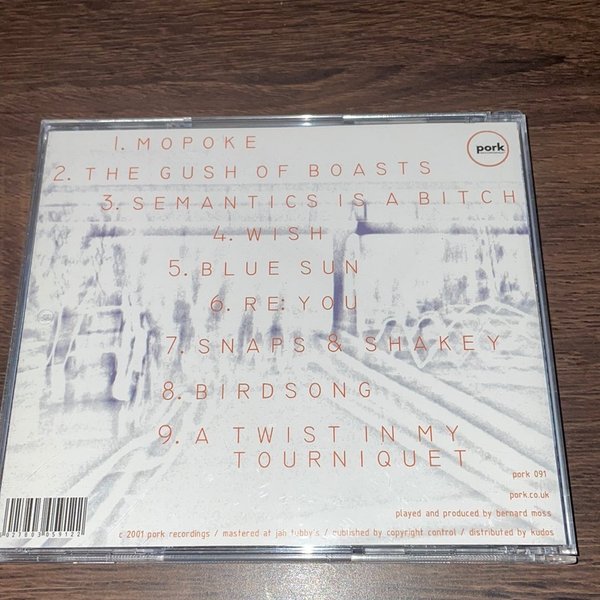 1. MOPOKE
pork
2. THE GUSH OF BOASTS
3. SEMANTICS IS A BITCH
4. WISH
5. BLUE SUN
6. RE: YOU
7. SNAPS & SHAKEY
8. BIRDSONG
9. A TWIST IN MY
TOURNIQUET
pork 091
pork.co.uk
played and produced by bernard moss
c 2001 pork recordings / mastered at jah tubby's / published by copyright control / distributed by kudos